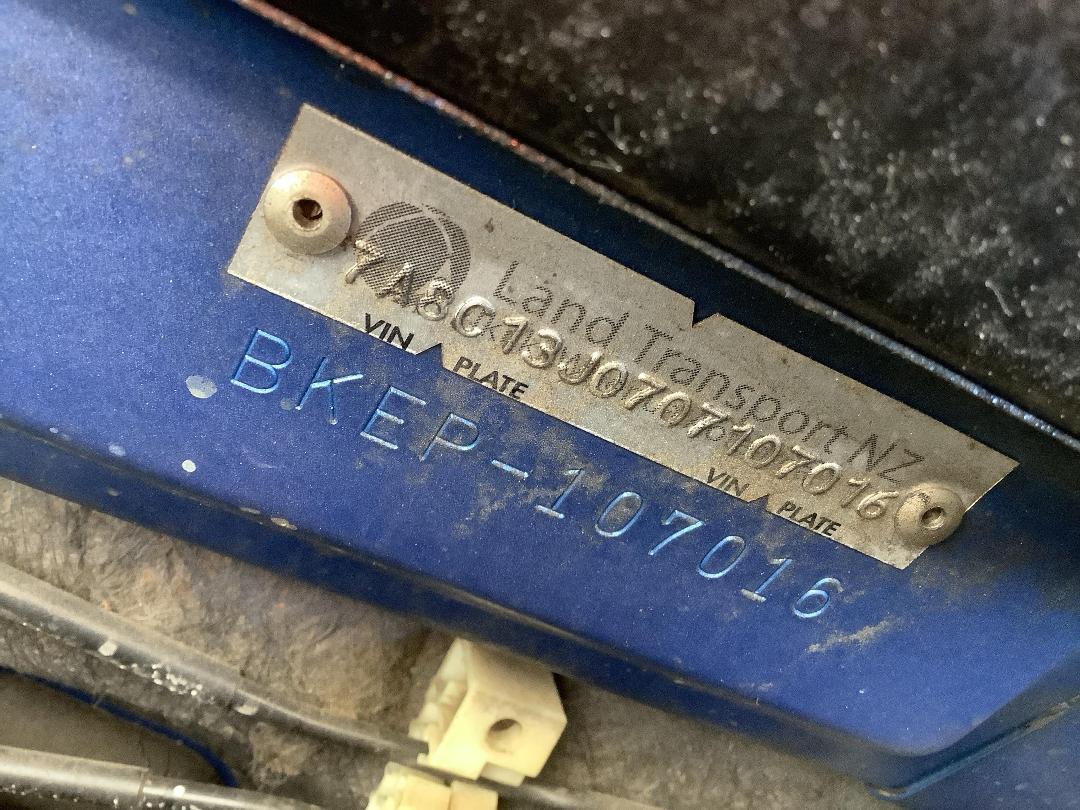 Land Transport NZ
7A8C13J0707107016
VIN PLATE
VIN PLATE
BKEP-107016